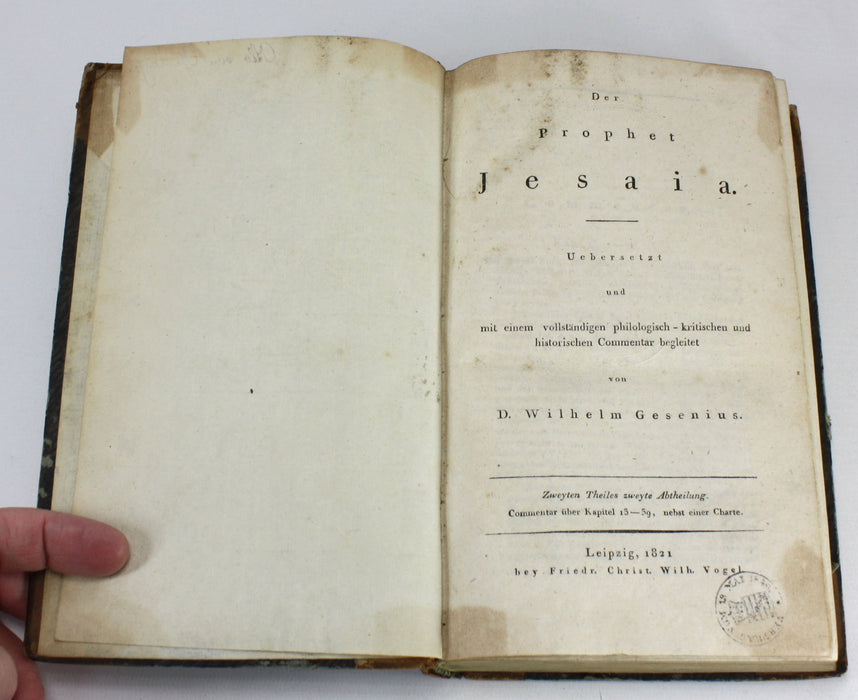 Der
Prophet
Jesaia.
Uebersetzt
und
mit einem vollständigen philologisch-kritischen und
historischen Commentar begleitet
von
D. Wilhelm Gesenius.
Zweyten Theiles zweyte Abtheilung.
Commentar über Kapitel 13—39, nebst einer Charte.
Leipzig, 1821
bey Friedr. Christ. Wilh. Vogel